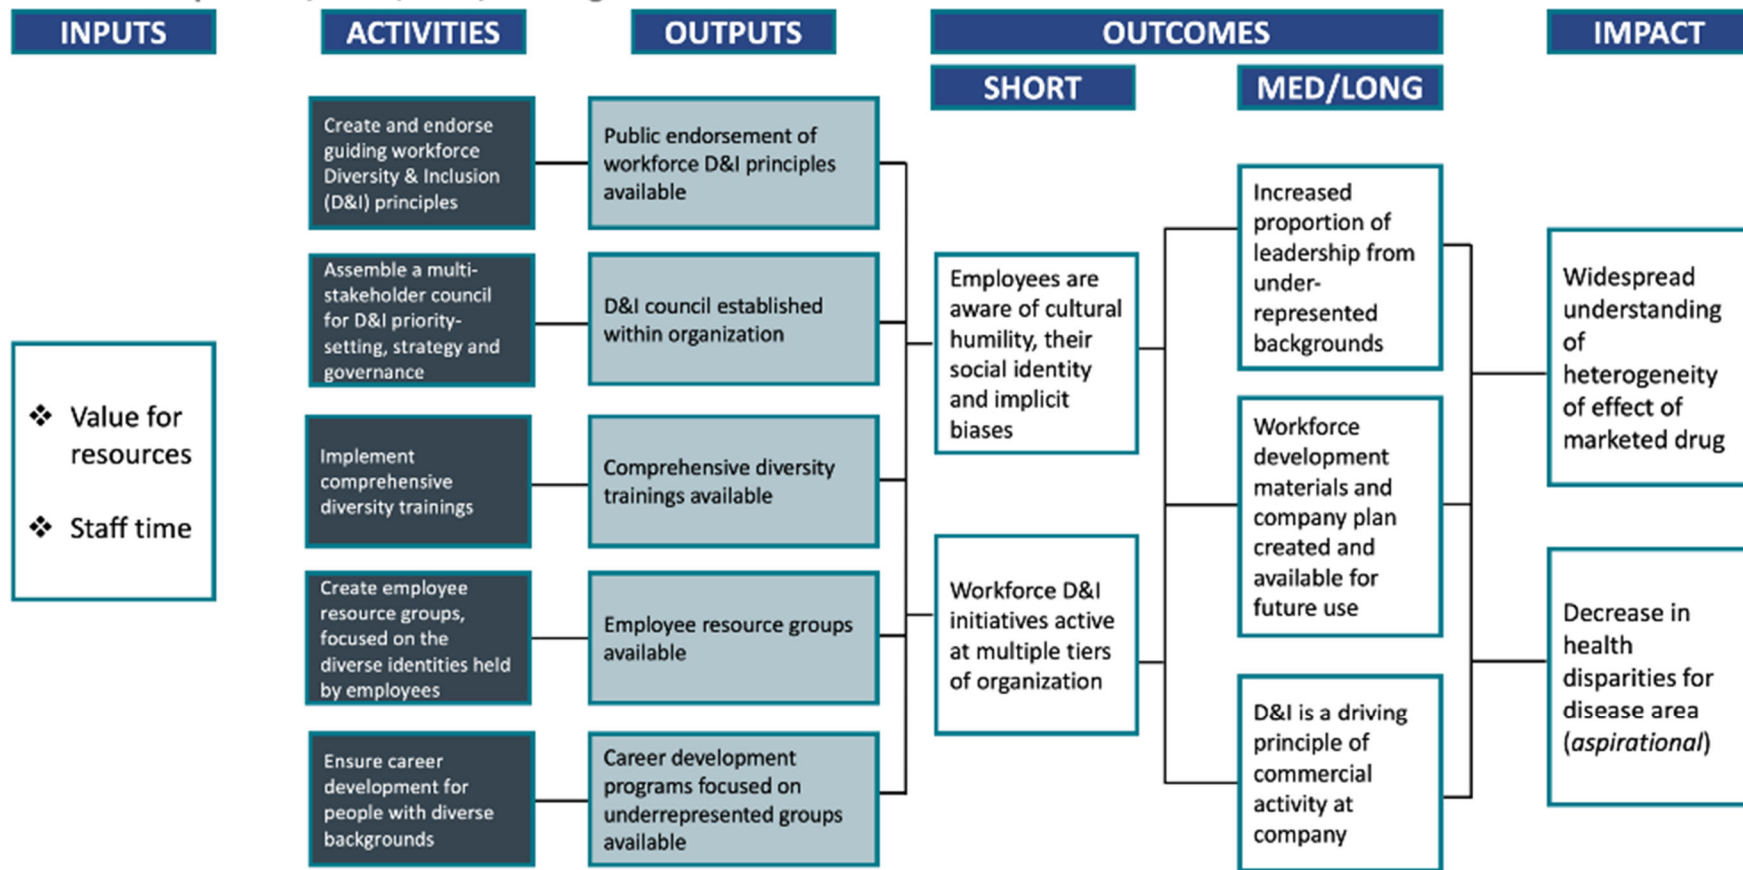 INPUTS
ACTIVITIES
OUTPUTS
OUTCOMES
IMPACT
SHORT
MED/LONG
❖ Value for
resources
❖ Staff time
Create and endorse
guiding workforce
Diversity & Inclusion
(D&I) principles
Assemble a multi-
stakeholder council
for D&I priority-
setting, strategy and
governance
Implement
comprehensive
diversity trainings
Create employee
resource groups,
focused on the
diverse identities held
by employees
Ensure career
development for
people with diverse
backgrounds
Public endorsement of
workforce D&I principles
available
D&I council established
within organization
Comprehensive diversity
trainings available
Employee resource groups
available
Career development
programs focused on
underrepresented groups
available
Employees are
aware of cultural
humility, their
social identity
and implicit
biases
Workforce D&I
initiatives active
at multiple tiers
of organization
Increased
proportion of
leadership from
under-
represented
backgrounds
Workforce
development
materials and
company plan
created and
available for
future use
D&I is a driving
principle of
commercial
activity at
company
Widespread
understanding
of
heterogeneity
of effect of
marketed drug
Decrease in
health
disparities for
disease area
(aspirational)